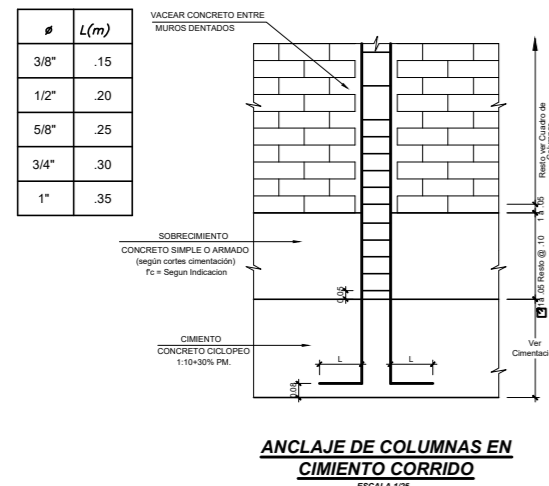 ø L(m)
3/8" .15
1/2" .20
5/8" .25
3/4" .30
1" .35
VACEAR CONCRETO ENTRE
MUROS DENTADOS
SOBRECIMIENTO
CONCRETO SIMPLE O ARMADO
(según cortes cimentación)
f'c = Segun Indicacion
CIMIENTO
CONCRETO CICLOPEO
1:10+30% PM.
0.05
L
L
0.08
Resto ver Cuadro de
1 a .05
1 a .05 Resto @ .10
Ver
Cimentaci
ANCLAJE DE COLUMNAS EN
CIMIENTO CORRIDO
ESCALA 1/25